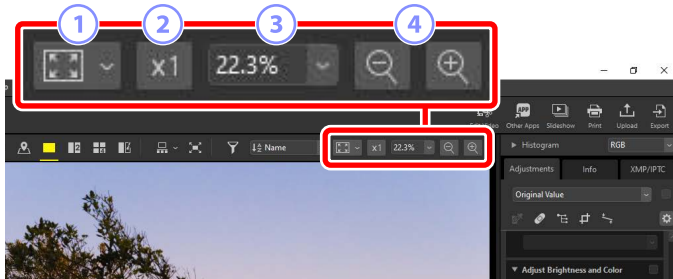 1 2 3 4
x1 22.3%
Other Apps Slideshow Print Upload Export
Name x1 22.3%
Histogram RGB
Adjustments Info XMP/IPTC
Original Value
Adjust Brightness and Color